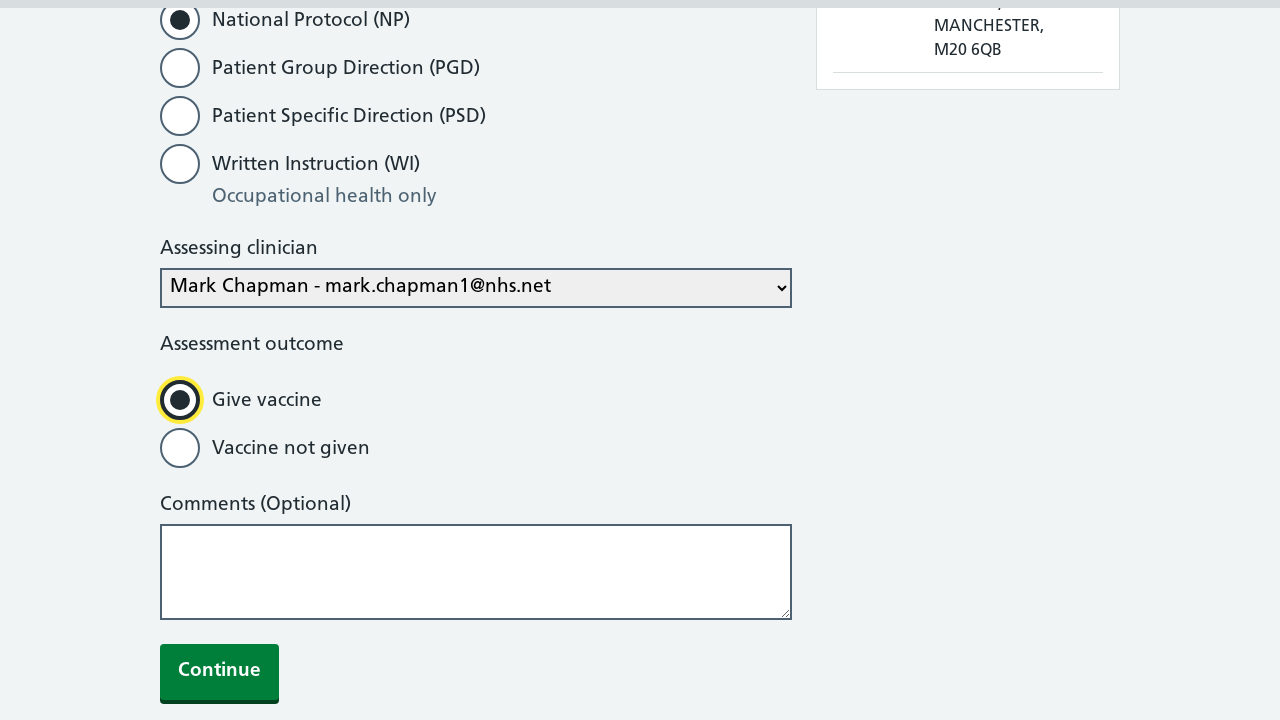 National Protocol (NP)
Patient Group Direction (PGD)
Patient Specific Direction (PSD)
Written Instruction (WI)
Occupational health only
Assessing clinician
Mark Chapman - mark.chapman1@nhs.net
Assessment outcome
Give vaccine
Vaccine not given
Comments (Optional)
Continue
MANCHESTER,
M20 6QB